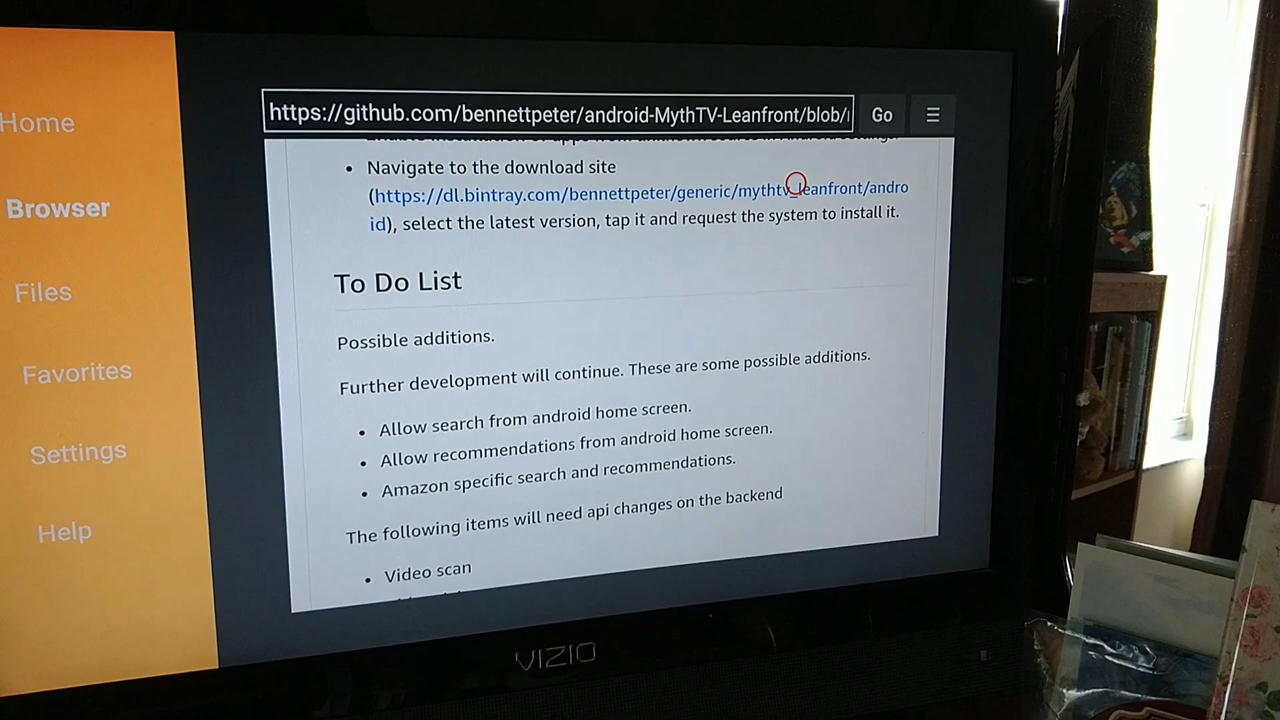 Home
Browser
Files
Favorites
Settings
Help
https://github.com/bennettpeter/android-MythTV-Leanfront/blob/
Go
• Navigate to the download site
(https://dl.bintray.com/bennettpeter/generic/mythtv_leanfront/andro
id), select the latest version, tap it and request the system to install it.
To Do List
Possible additions.
Further development will continue. These are some possible additions.
• Allow search from android home screen.
• Allow recommendations from android home screen.
• Amazon specific search and recommendations.
The following items will need api changes on the backend
• Video scan
VIZIO